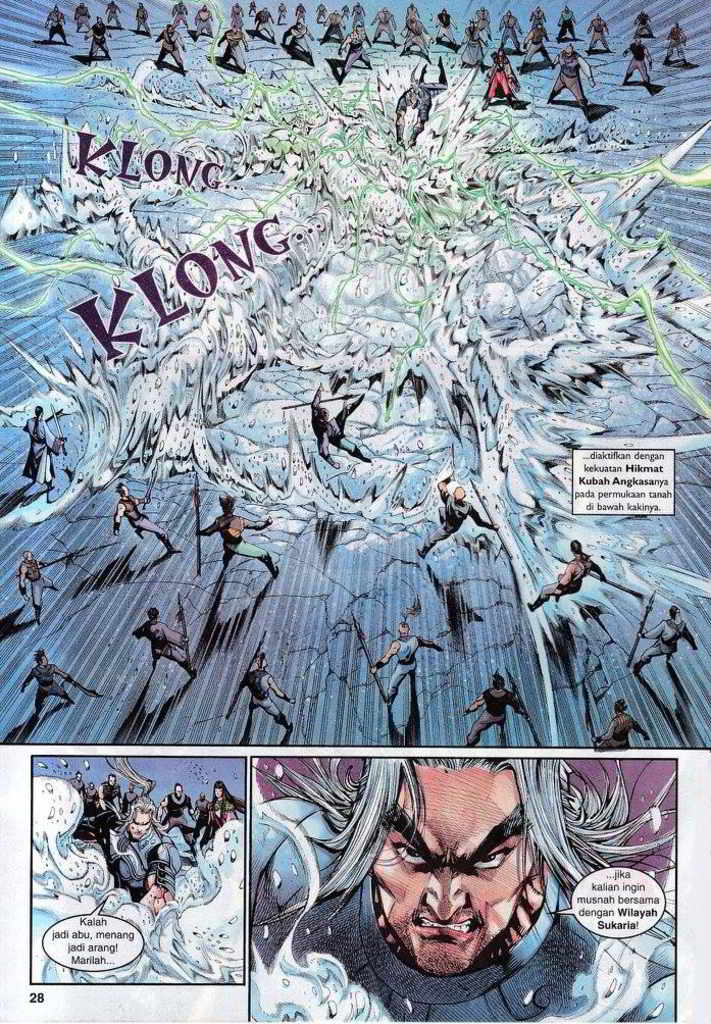 KLONG...
KLONG...
...diaktifkan dengan
kekuatan Hikmat
Kubah Angkasanya
pada permukaan tanah
di bawah kakinya.
Kalah
jadi abu, menang
jadi arang!
Marilah...
...jika
kalian ingin
musnah bersama
dengan Wilayah
Sukaria!
28